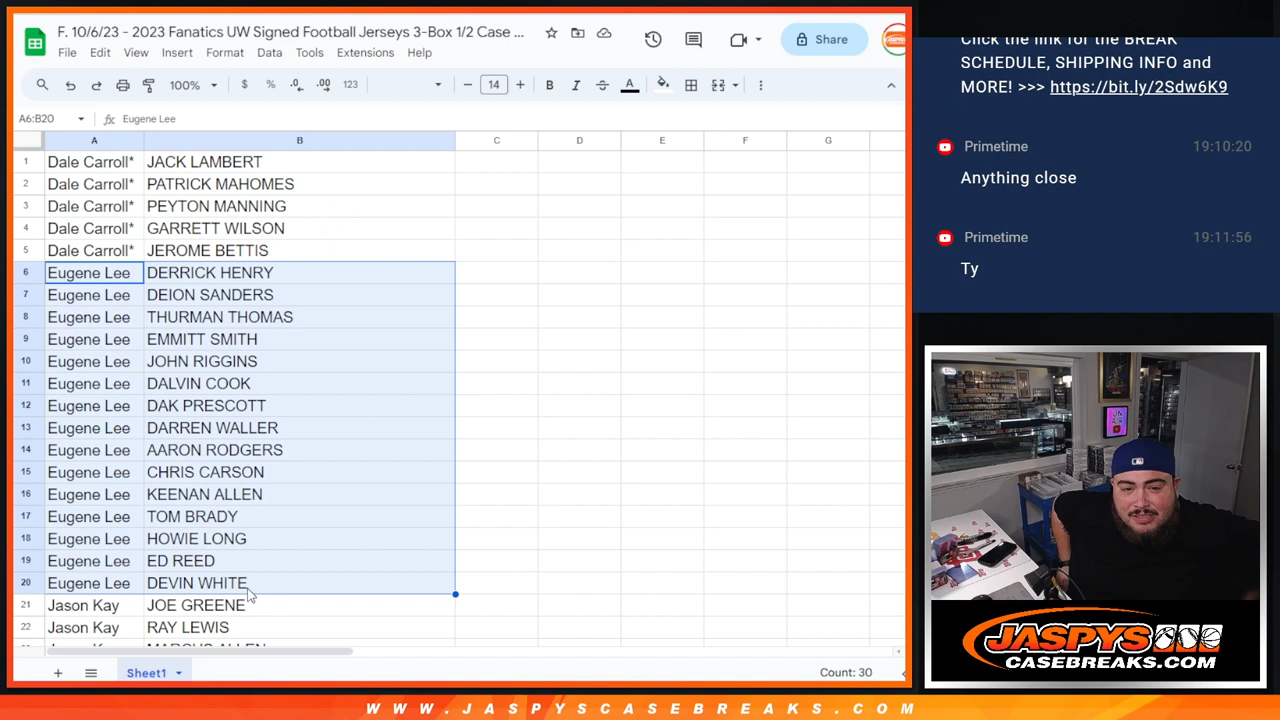 F. 10/6/23 - 2023 Fanatics UW Signed Football Jerseys 3-Box 1/2 Case ...
File Edit View Insert Format Data Tools Extensions Help
Share
100% $ % .0 .00 123 14 B I A
A6:B20 fx Eugene Lee
A B C D E F G
1 Dale Carroll* JACK LAMBERT
2 Dale Carroll* PATRICK MAHOMES
3 Dale Carroll* PEYTON MANNING
4 Dale Carroll* GARRETT WILSON
5 Dale Carroll* JEROME BETTIS
6 Eugene Lee DERRICK HENRY
7 Eugene Lee DEION SANDERS
8 Eugene Lee THURMAN THOMAS
9 Eugene Lee EMMITT SMITH
10 Eugene Lee JOHN RIGGINS
11 Eugene Lee DALVIN COOK
12 Eugene Lee DAK PRESCOTT
13 Eugene Lee DARREN WALLER
14 Eugene Lee AARON RODGERS
15 Eugene Lee CHRIS CARSON
16 Eugene Lee KEENAN ALLEN
17 Eugene Lee TOM BRADY
18 Eugene Lee HOWIE LONG
19 Eugene Lee ED REED
20 Eugene Lee DEVIN WHITE
21 Jason Kay JOE GREENE
22 Jason Kay RAY LEWIS
Sheet1
Count: 30
Click the link for the BREAK
SCHEDULE, SHIPPING INFO and
MORE! >>> https://bit.ly/2Sdw6K9
Primetime 19:10:20
Anything close
Primetime 19:11:56
Ty
JASPYS
CASEBREAKS.COM
WWW.JASPYSCASEBREAKS.COM